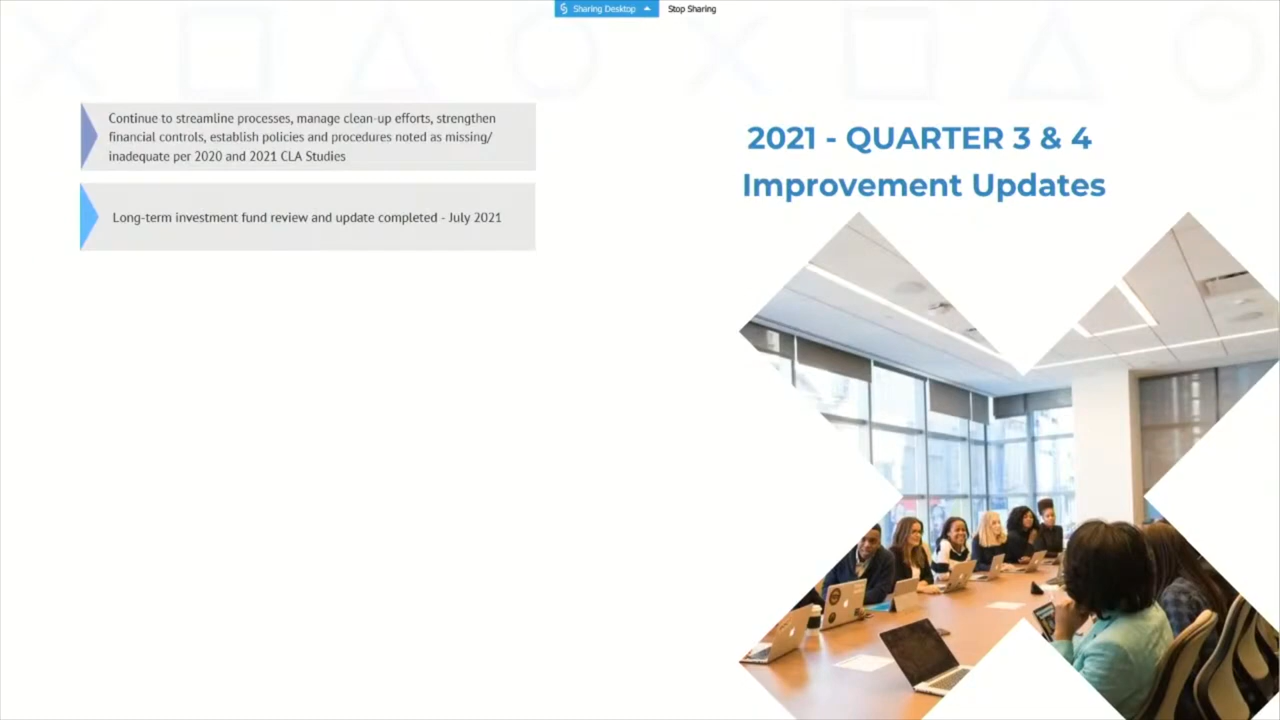 Sharing Desktop
Stop Sharing
Continue to streamline processes, manage clean-up efforts, strengthen
financial controls, establish policies and procedures noted as missing/
inadequate per 2020 and 2021 CLA Studies
Long-term investment fund review and update completed - July 2021
2021 - QUARTER 3 & 4
Improvement Updates